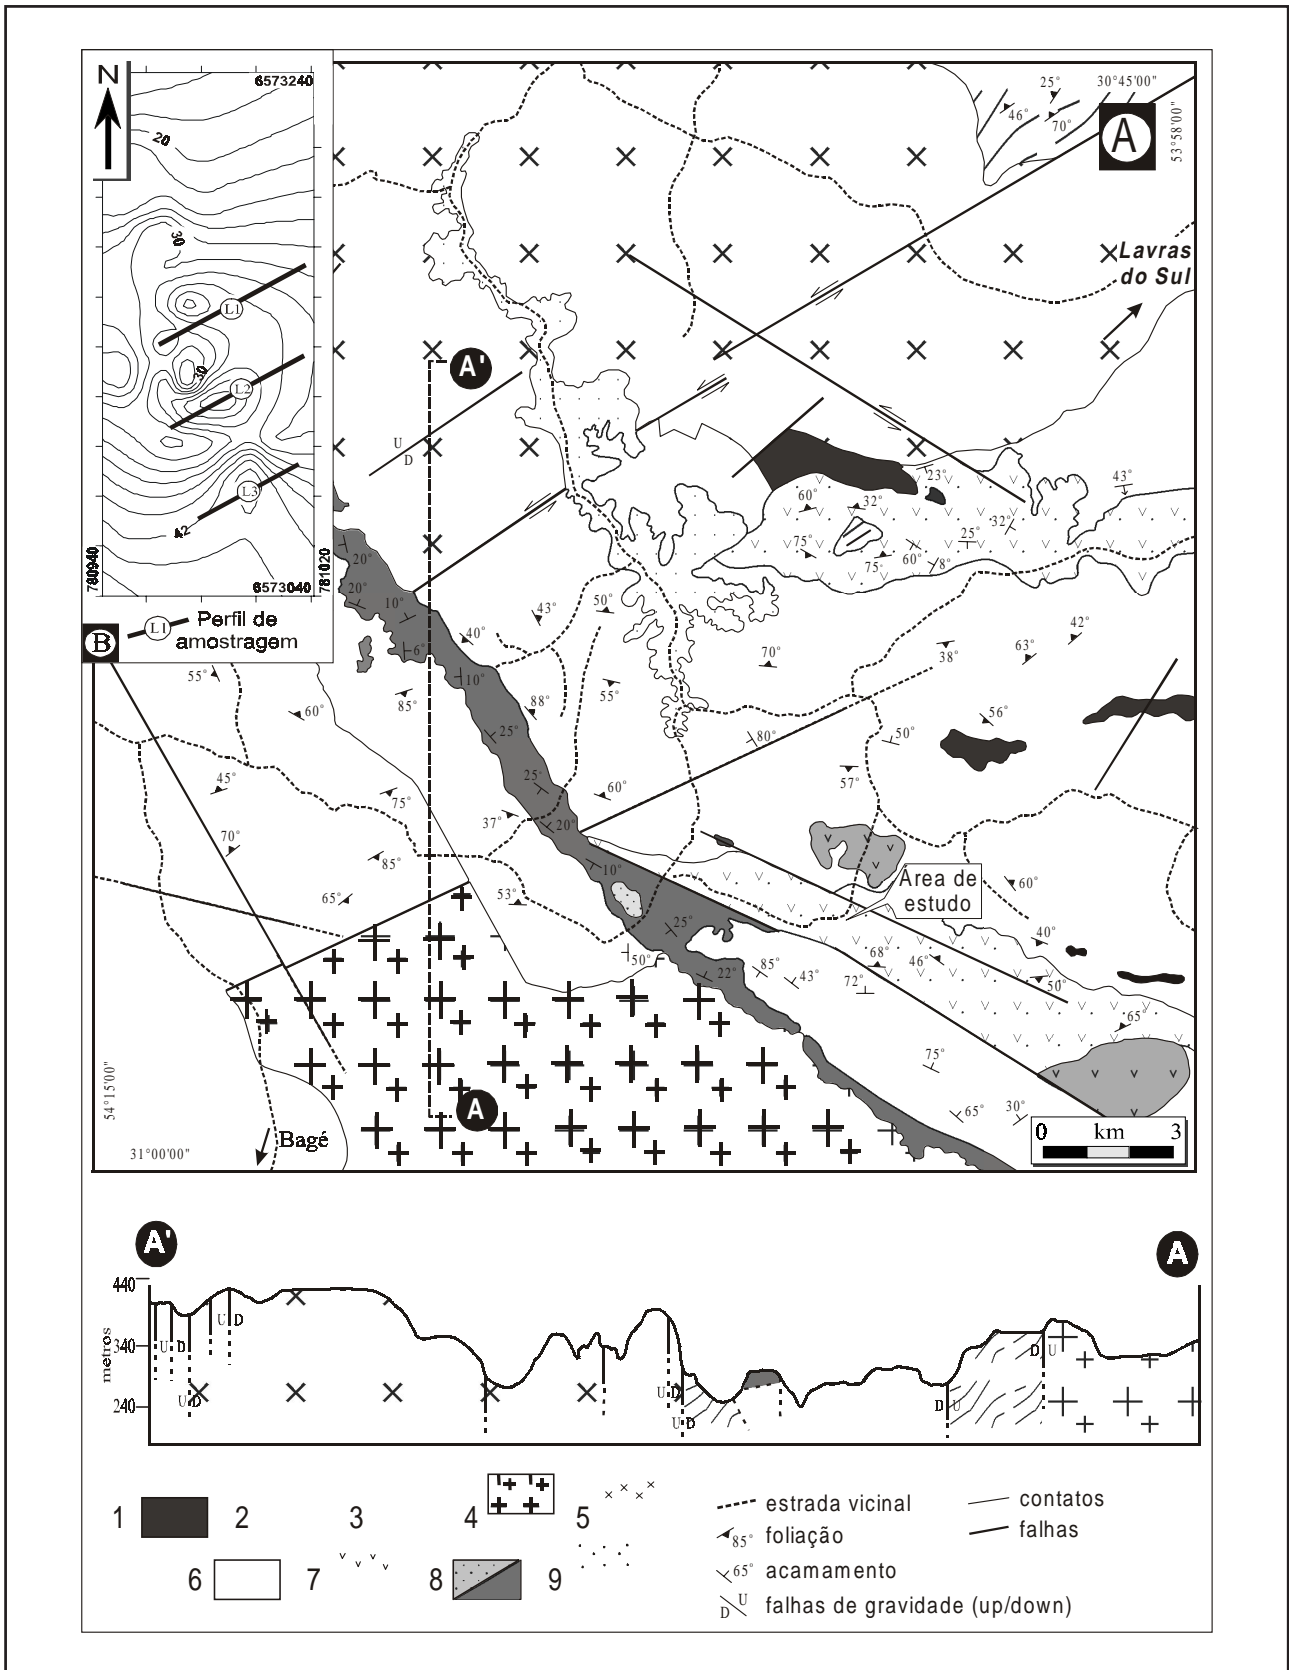 N
6573240
20
30
L1
30
L2
L3
42
780940
781020
6573040
B
L1
Perfil de
amostragem
25°
30°45'00"
46°
70°
A
53°58'00"
Lavras
do Sul
A'
U
D
23°
43°
60°
32°
32°
75°
25°
60°
75°
8°
20°
20°
10°
43°
50°
40°
6°
42°
63°
38°
70°
55°
10°
85°
55°
60°
88°
56°
25°
80°
50°
45°
75°
25°
60°
57°
37°
20°
70°
85°
10°
65°
53°
Área de
estudo
60°
25°
40°
50°
68°
46°
85°
22°
43°
72°
50°
65°
75°
54°15'00"
A
65°
30°
Bagé
31°00'00"
0 km 3
A'
A
440
340
240
metros
U D
U D
U D
U D
U D
D U
D U
1 2 3 4 5
6 7 8 9
estrada vicinal
85° foliação
65° acamamento
D U falhas de gravidade (up/down)
contatos
falhas